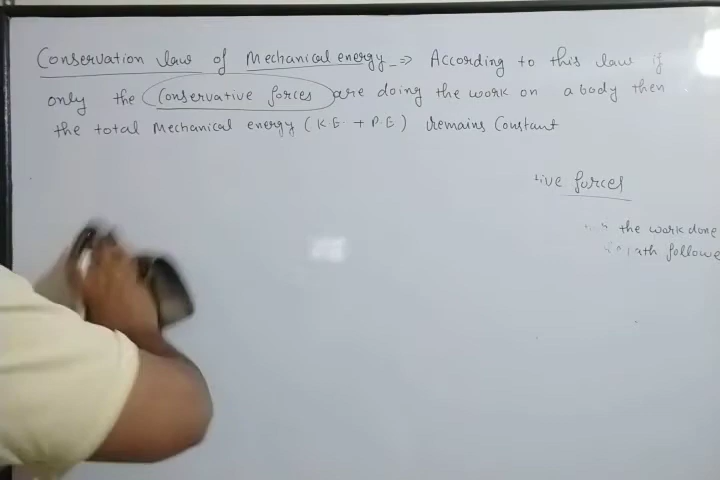 Conservation law of Mechanical energy => According to this law if
only the Conservative forces are doing the work on a body then
the total Mechanical energy ( K.E + P.E ) remains Constant
tive forces
the work done
ath followe